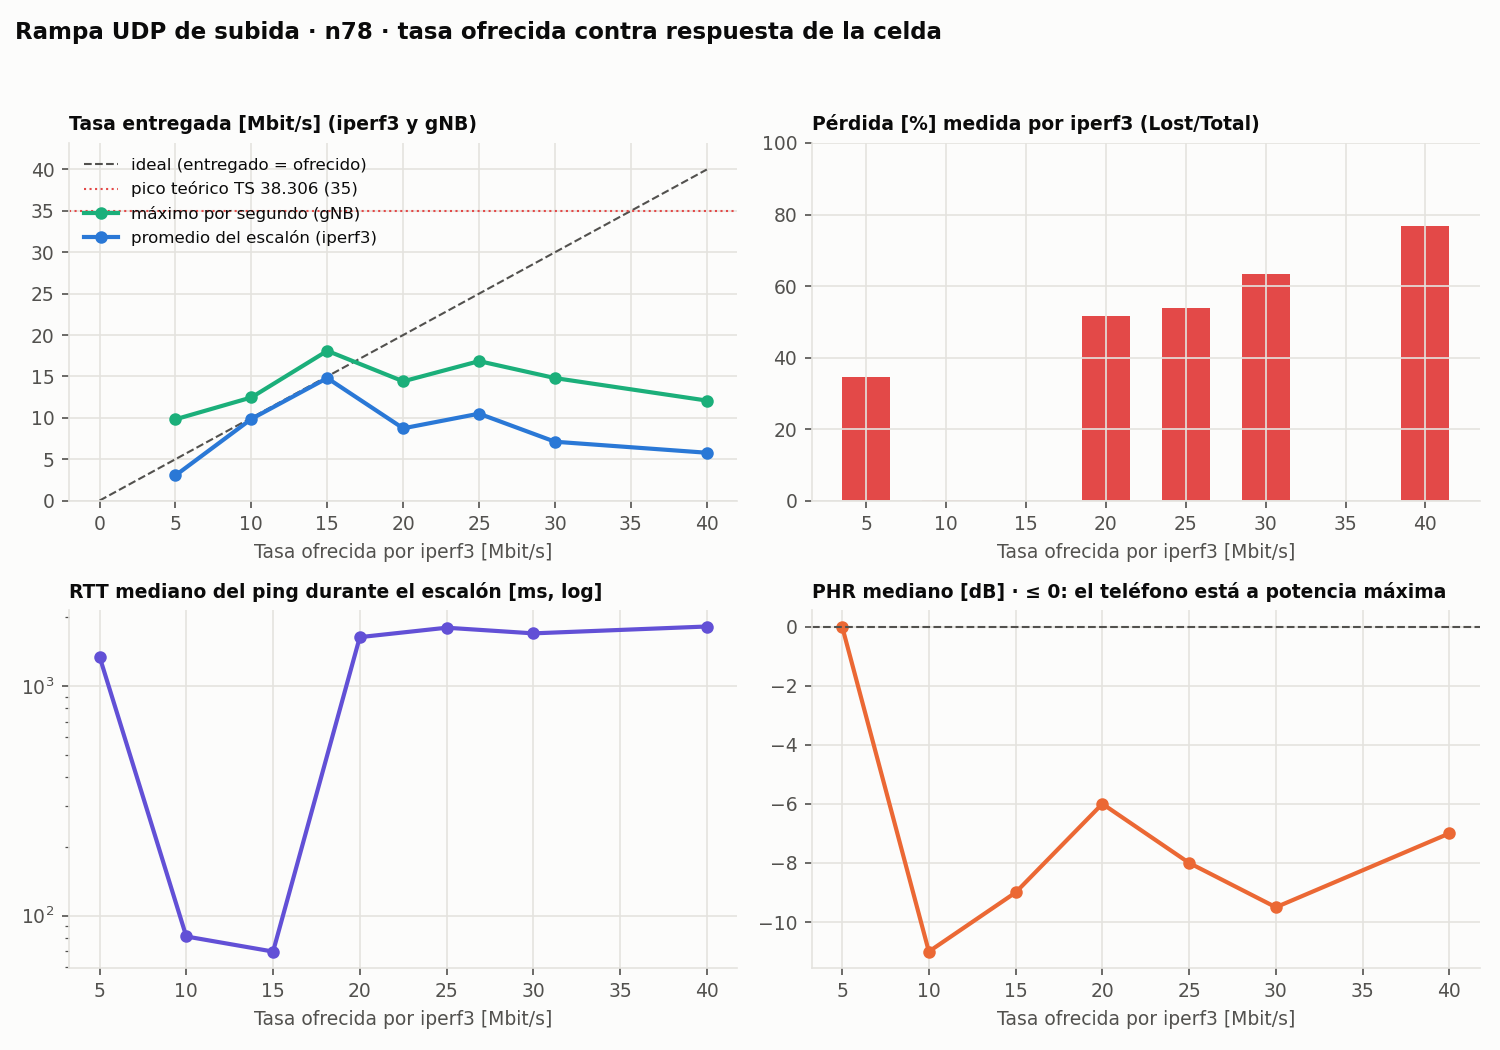 Rampa UDP de subida · n78 · tasa ofrecida contra respuesta de la celda
Tasa entregada [Mbit/s] (iperf3 y gNB)
ideal (entregado = ofrecido)
pico teórico TS 38.306 (35)
máximo por segundo (gNB)
promedio del escalón (iperf3)
40
35
30
25
20
15
10
5
0
0 5 10 15 20 25 30 35 40
Tasa ofrecida por iperf3 [Mbit/s]
Pérdida [%] medida por iperf3 (Lost/Total)
100
80
60
40
20
0
5 10 15 20 25 30 35 40
Tasa ofrecida por iperf3 [Mbit/s]
RTT mediano del ping durante el escalón [ms, log]
10³
10²
5 10 15 20 25 30 35 40
Tasa ofrecida por iperf3 [Mbit/s]
PHR mediano [dB] · ≤ 0: el teléfono está a potencia máxima
0
−2
−4
−6
−8
−10
5 10 15 20 25 30 35 40
Tasa ofrecida por iperf3 [Mbit/s]